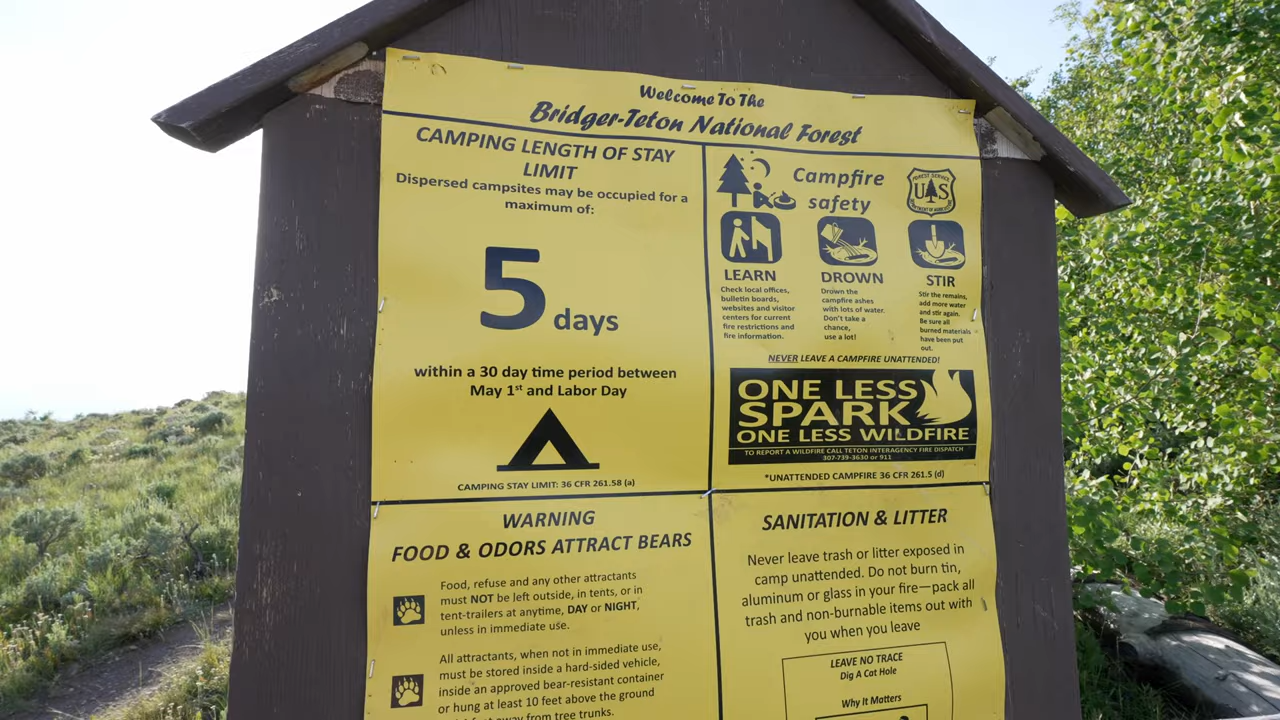 Welcome To The
Bridger-Teton National Forest
CAMPING LENGTH OF STAY
LIMIT
Dispersed campsites may be occupied for a
maximum of:
5 days
within a 30 day time period between
May 1st and Labor Day
CAMPING STAY LIMIT: 36 CFR 261.58 (a)
Campfire
safety
FOREST SERVICE
U S
DEPARTMENT OF AGRICULTURE
LEARN
Check local offices,
bulletin boards,
websites and visitor
centers for current
fire restrictions and
fire information.
DROWN
Drown the
campfire ashes
with lots of water.
Don't take a
chance,
use a lot!
STIR
Stir the remains,
add more water
and stir again.
Be sure all
burned materials
have been put
out.
NEVER LEAVE A CAMPFIRE UNATTENDED!
ONE LESS
SPARK
ONE LESS WILDFIRE
TO REPORT A WILDFIRE CALL TETON INTERAGENCY FIRE DISPATCH
307-739-3630 or 911
*UNATTENDED CAMPFIRE 36 CFR 261.5 (d)
WARNING
FOOD & ODORS ATTRACT BEARS
Food, refuse and any other attractants
must NOT be left outside, in tents, or in
tent-trailers at anytime, DAY or NIGHT,
unless in immediate use.
All attractants, when not in immediate use,
must be stored inside a hard-sided vehicle,
inside an approved bear-resistant container
or hung at least 10 feet above the ground
away from tree trunks.
SANITATION & LITTER
Never leave trash or litter exposed in
camp unattended. Do not burn tin,
aluminum or glass in your fire—pack all
trash and non-burnable items out with
you when you leave
LEAVE NO TRACE
Dig A Cat Hole
Why It Matters